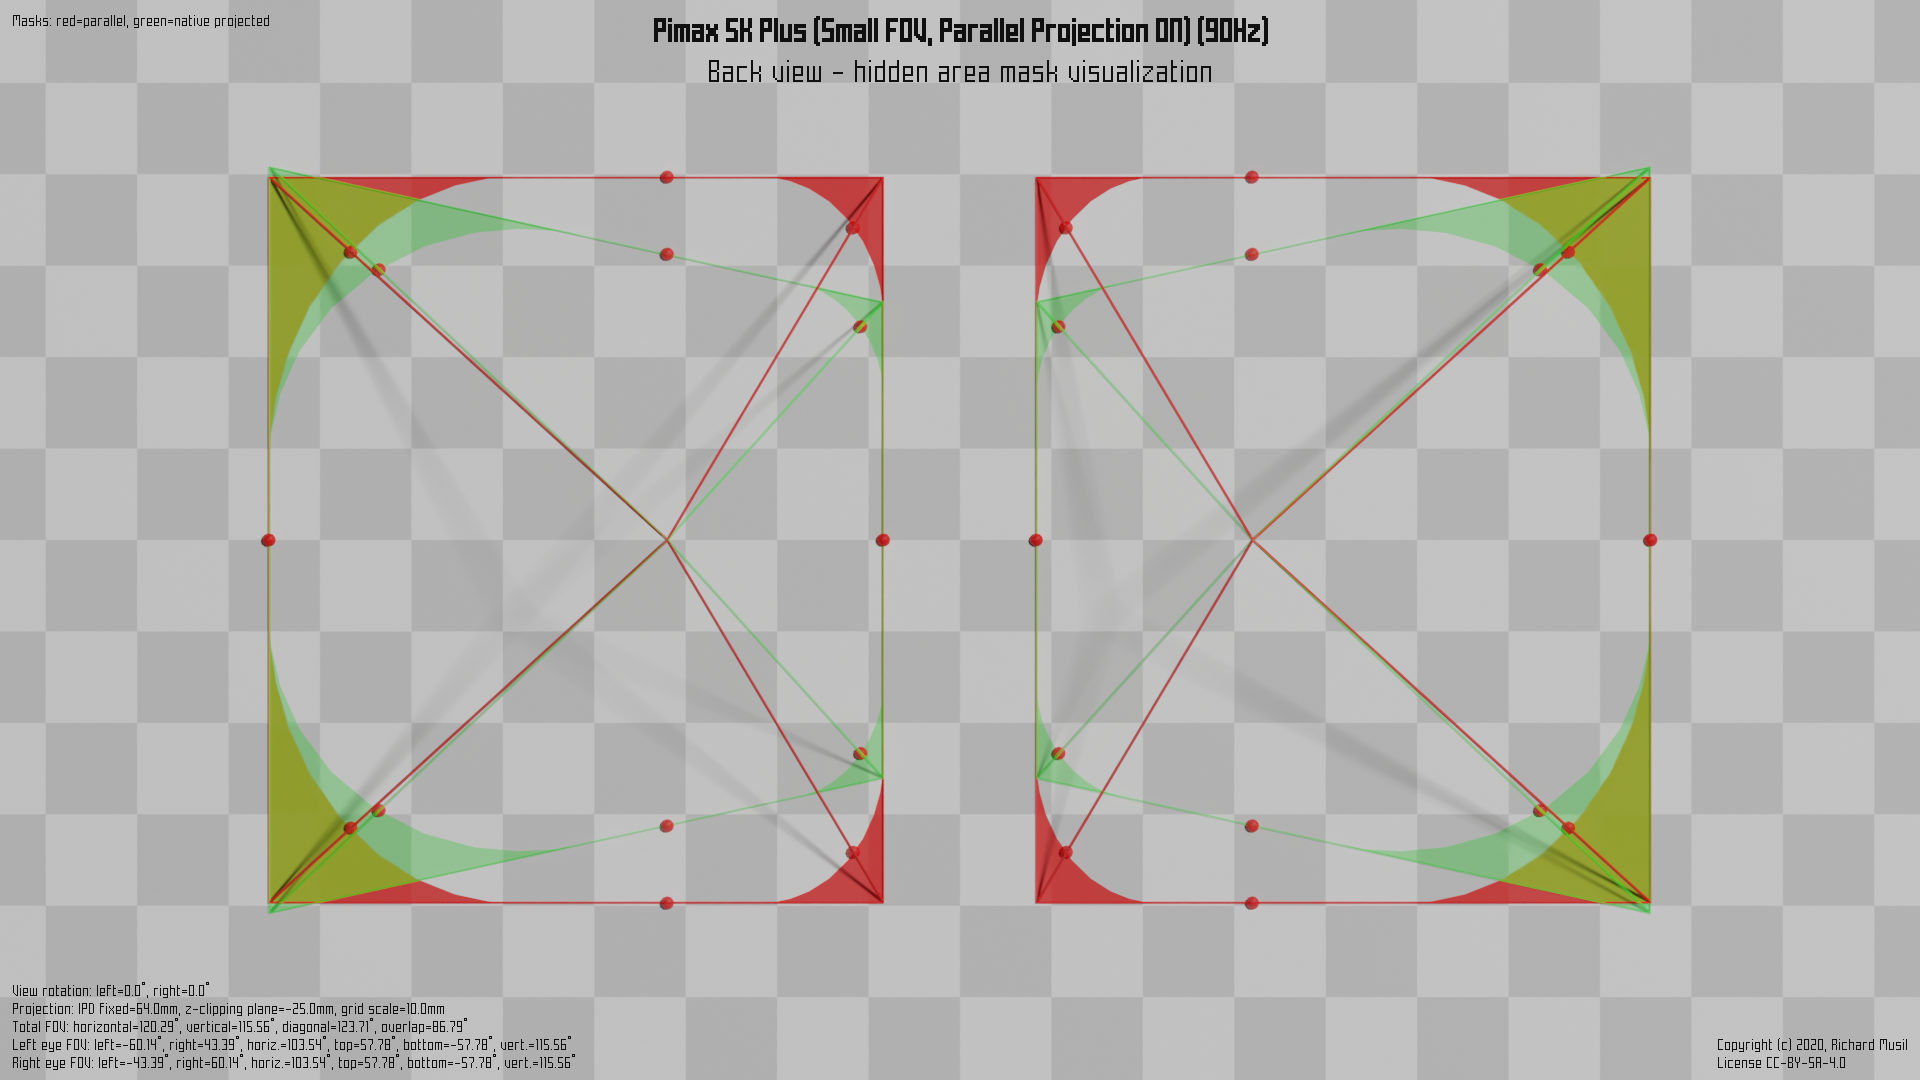 Masks: red=parallel, green=native projected
Pimax 5K Plus (Small FOV, Parallel Projection ON) (90Hz)
Back view - hidden area mask visualization
View rotation: left=0.0°, right=0.0°
Projection: IPD fixed=64.0mm, z-clipping plane=-25.0mm, grid scale=10.0mm
Total FOV: horizontal=120.29°, vertical=115.56°, diagonal=123.71°, overlap=86.79°
Left eye FOV: left=-60.14°, right=43.39°, horiz.=103.54°, top=57.78°, bottom=-57.78°, vert.=115.56°
Right eye FOV: left=-43.39°, right=60.14°, horiz.=103.54°, top=57.78°, bottom=-57.78°, vert.=115.56°
Copyright (c) 2020, Richard Musil
License CC-BY-SA-4.0